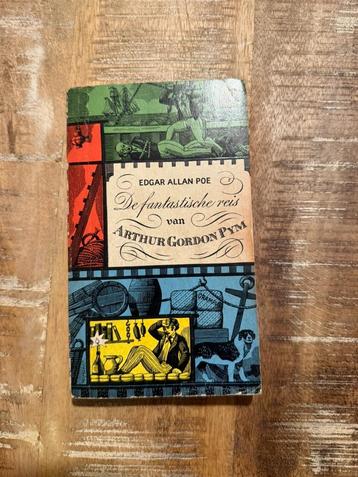 EDGAR ALLAN POE
De fantastische reis
van
ARTHUR GORDON PYM